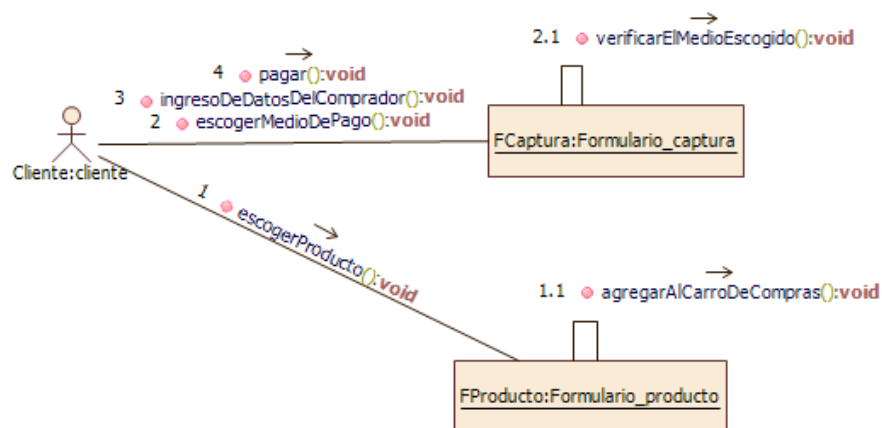 2.1 verificarElMedioEscogido():void
4 pagar():void
3 ingresoDeDatosDelComprador():void
2 escogerMedioDePago():void
FCaptura:Formulario_captura
Cliente:cliente
1 escogerProducto():void
1.1 agregarAlCarroDeCompras():void
FProducto:Formulario_producto